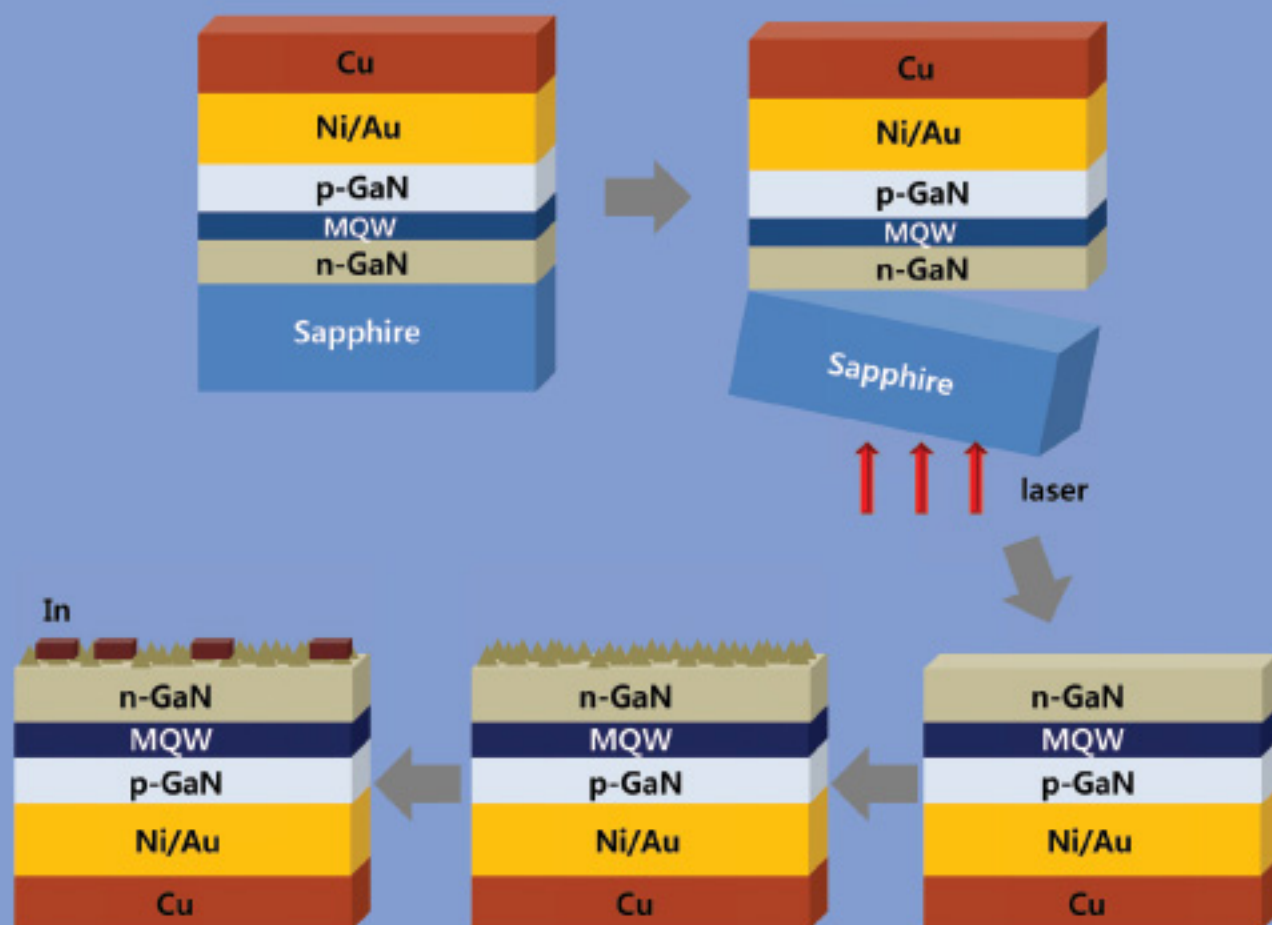 Cu
Ni/Au
p-GaN
MQW
n-GaN
Sapphire
Cu
Ni/Au
p-GaN
MQW
n-GaN
Sapphire
laser
n-GaN
MQW
p-GaN
Ni/Au
Cu
n-GaN
MQW
p-GaN
Ni/Au
Cu
In
n-GaN
MQW
p-GaN
Ni/Au
Cu